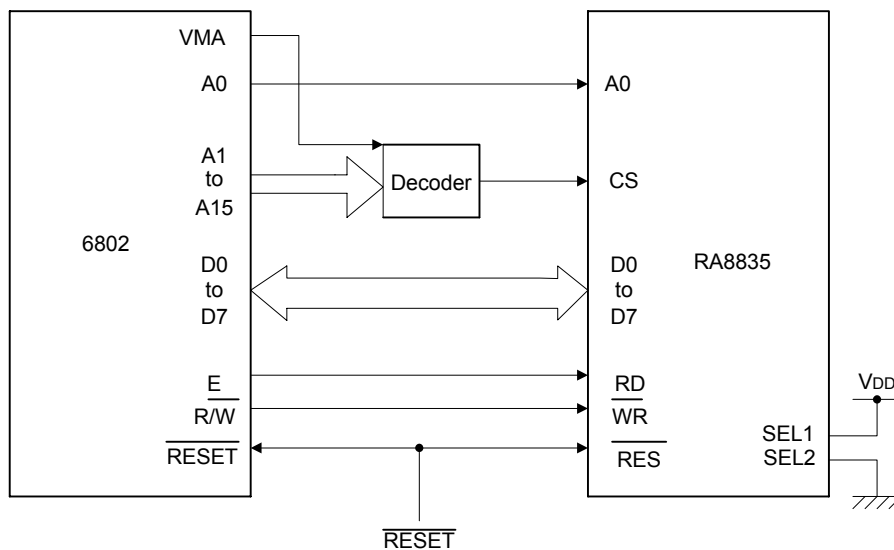 VMA
A0
A1
to
A15
6802
D0
to
D7
E
R/W
RESET
Decoder
A0
CS
RA8835
D0
to
D7
RD
WR
RES
VDD
SEL1
SEL2
RESET